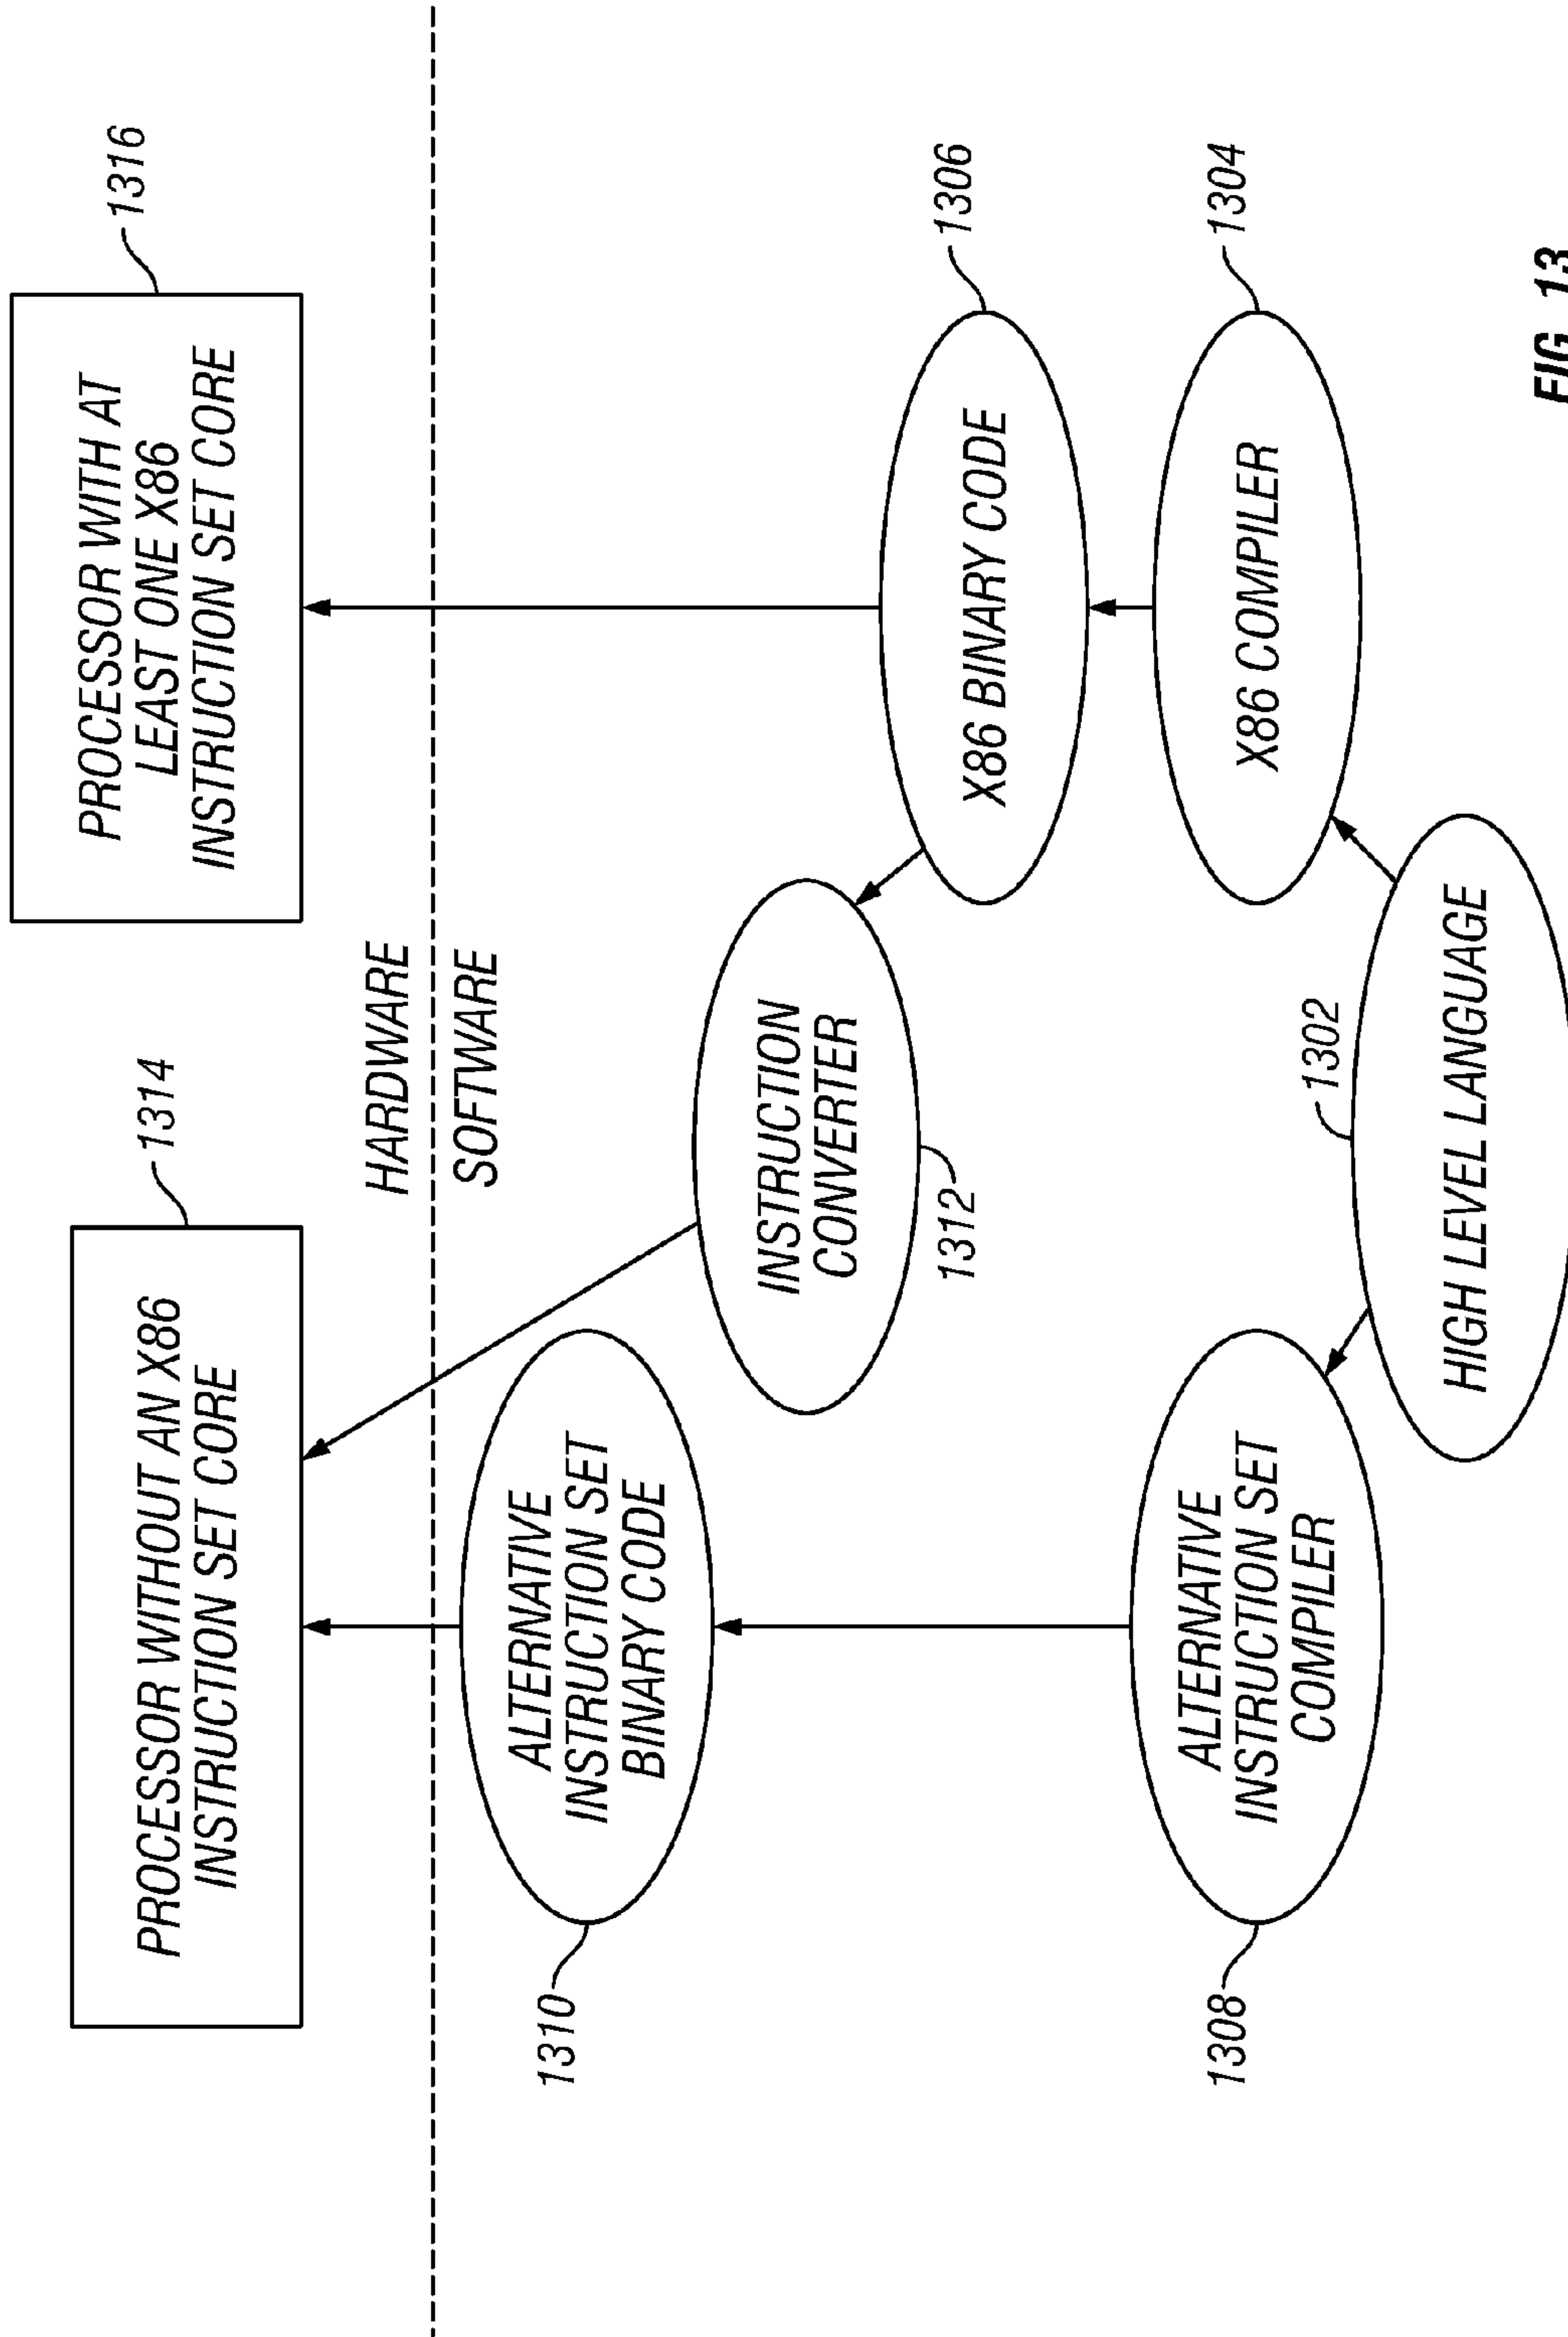 PROCESSOR WITH AT
LEAST ONE X86
INSTRUCTION SET CORE
1316
PROCESSOR WITHOUT AN X86
INSTRUCTION SET CORE
1314
HARDWARE
SOFTWARE
ALTERNATIVE
INSTRUCTION SET
BINARY CODE
1310
INSTRUCTION
CONVERTER
1312
X86 BINARY CODE
1306
ALTERNATIVE
INSTRUCTION SET
COMPILER
1308
X86 COMPILER
1304
1302
HIGH LEVEL LANGUAGE
FIG 13